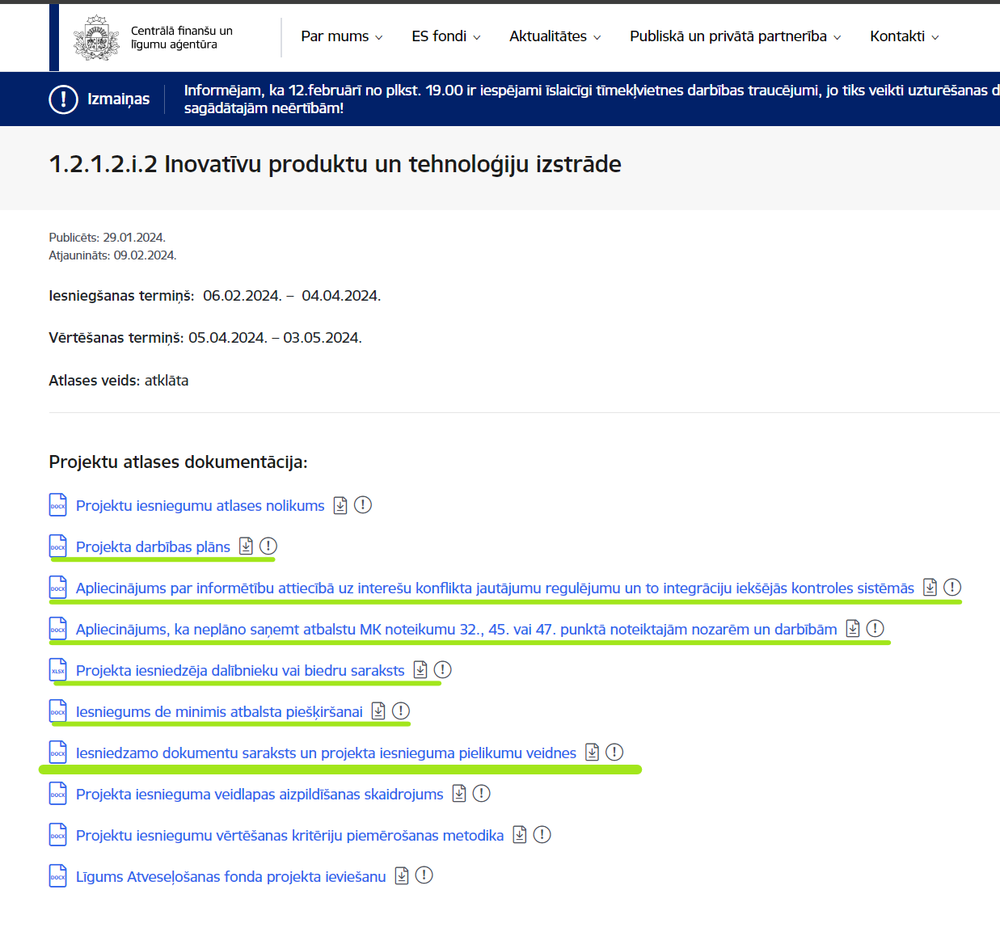 Centrālā finanšu un
līgumu aģentūra
Par mums
ES fondi
Aktualitātes
Publiskā un privātā partnerība
Kontakti
Izmaiņas
Informējam, ka 12.februārī no plkst. 19.00 ir iespējami īslaicīgi tīmekļvietnes darbības traucējumi, jo tiks veikti uzturēšanas d
sagādātajām neērtībām!
1.2.1.2.i.2 Inovatīvu produktu un tehnoloģiju izstrāde
Publicēts: 29.01.2024.
Atjaunināts: 09.02.2024.
Iesniegšanas termiņš: 06.02.2024. – 04.04.2024.
Vērtēšanas termiņš: 05.04.2024. – 03.05.2024.
Atlases veids: atklāta
Projektu atlases dokumentācija:
DOCX Projektu iesniegumu atlases nolikums
DOCX Projekta darbības plāns
DOCX Apliecinājums par informētību attiecībā uz interešu konflikta jautājumu regulējumu un to integrāciju iekšējās kontroles sistēmās
DOCX Apliecinājums, ka neplāno saņemt atbalstu MK noteikumu 32., 45. vai 47. punktā noteiktajām nozarēm un darbībām
XLSX Projekta iesniedzēja dalībnieku vai biedru saraksts
DOCX Iesniegums de minimis atbalsta piešķiršanai
DOCX Iesniedzamo dokumentu saraksts un projekta iesnieguma pielikumu veidnes
DOCX Projekta iesnieguma veidlapas aizpildīšanas skaidrojums
DOCX Projektu iesniegumu vērtēšanas kritēriju piemērošanas metodika
DOCX Līgums Atveseļošanas fonda projekta ieviešanu